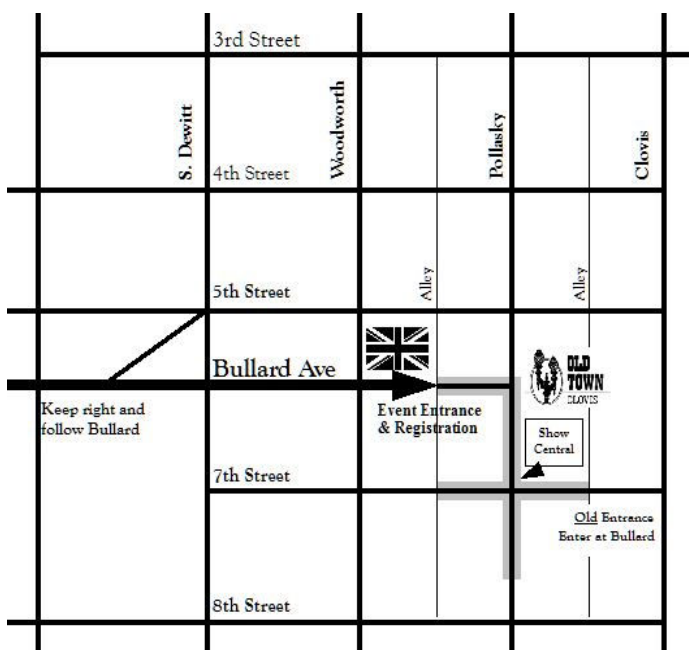 3rd Street
S. Dewitt
Woodworth
Pollasky
Clovis
4th Street
Alley
Alley
5th Street
Bullard Ave
OLD
TOWN
CLOVIS
Keep right and
follow Bullard
Event Entrance
& Registration
Show
Central
7th Street
Old Entrance
Enter at Bullard
8th Street